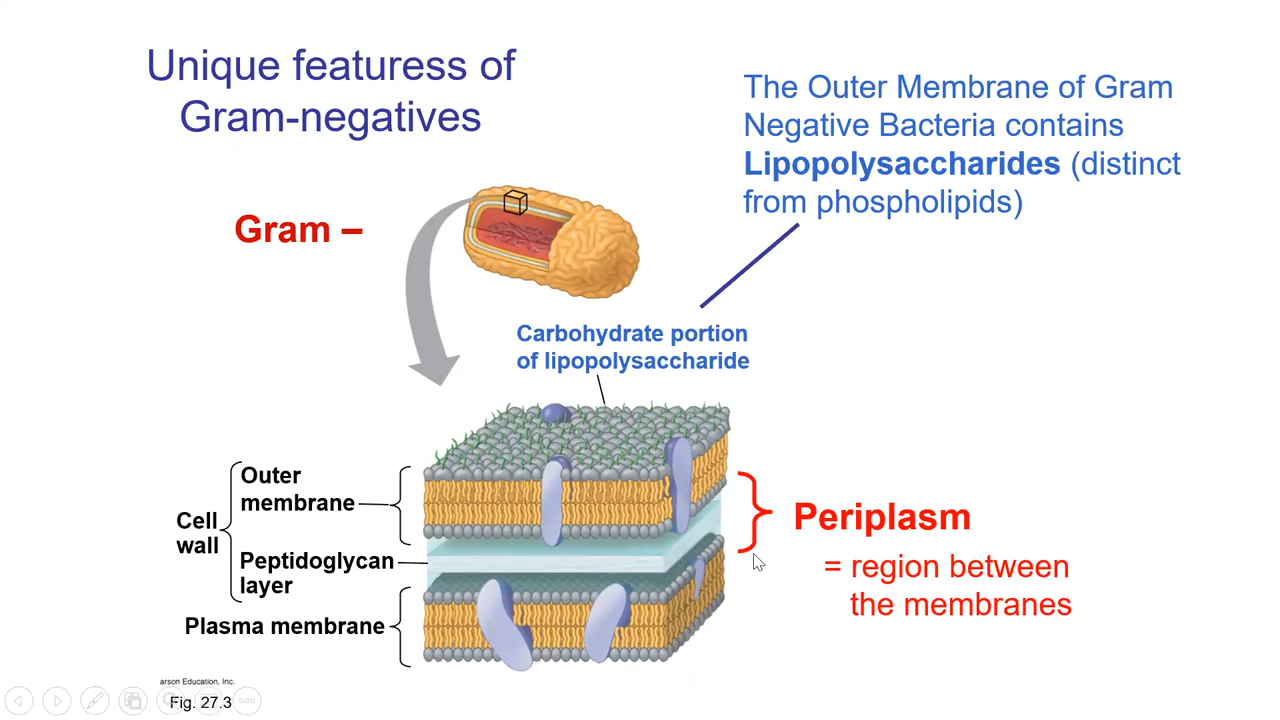 Unique featuress of
Gram-negatives
The Outer Membrane of Gram
Negative Bacteria contains
Lipopolysaccharides (distinct
from phospholipids)
Gram –
Carbohydrate portion
of lipopolysaccharide
Outer
membrane
Cell
wall
Peptidoglycan
layer
Plasma membrane
Periplasm
= region between
the membranes
arson Education, Inc.
Fig. 27.3